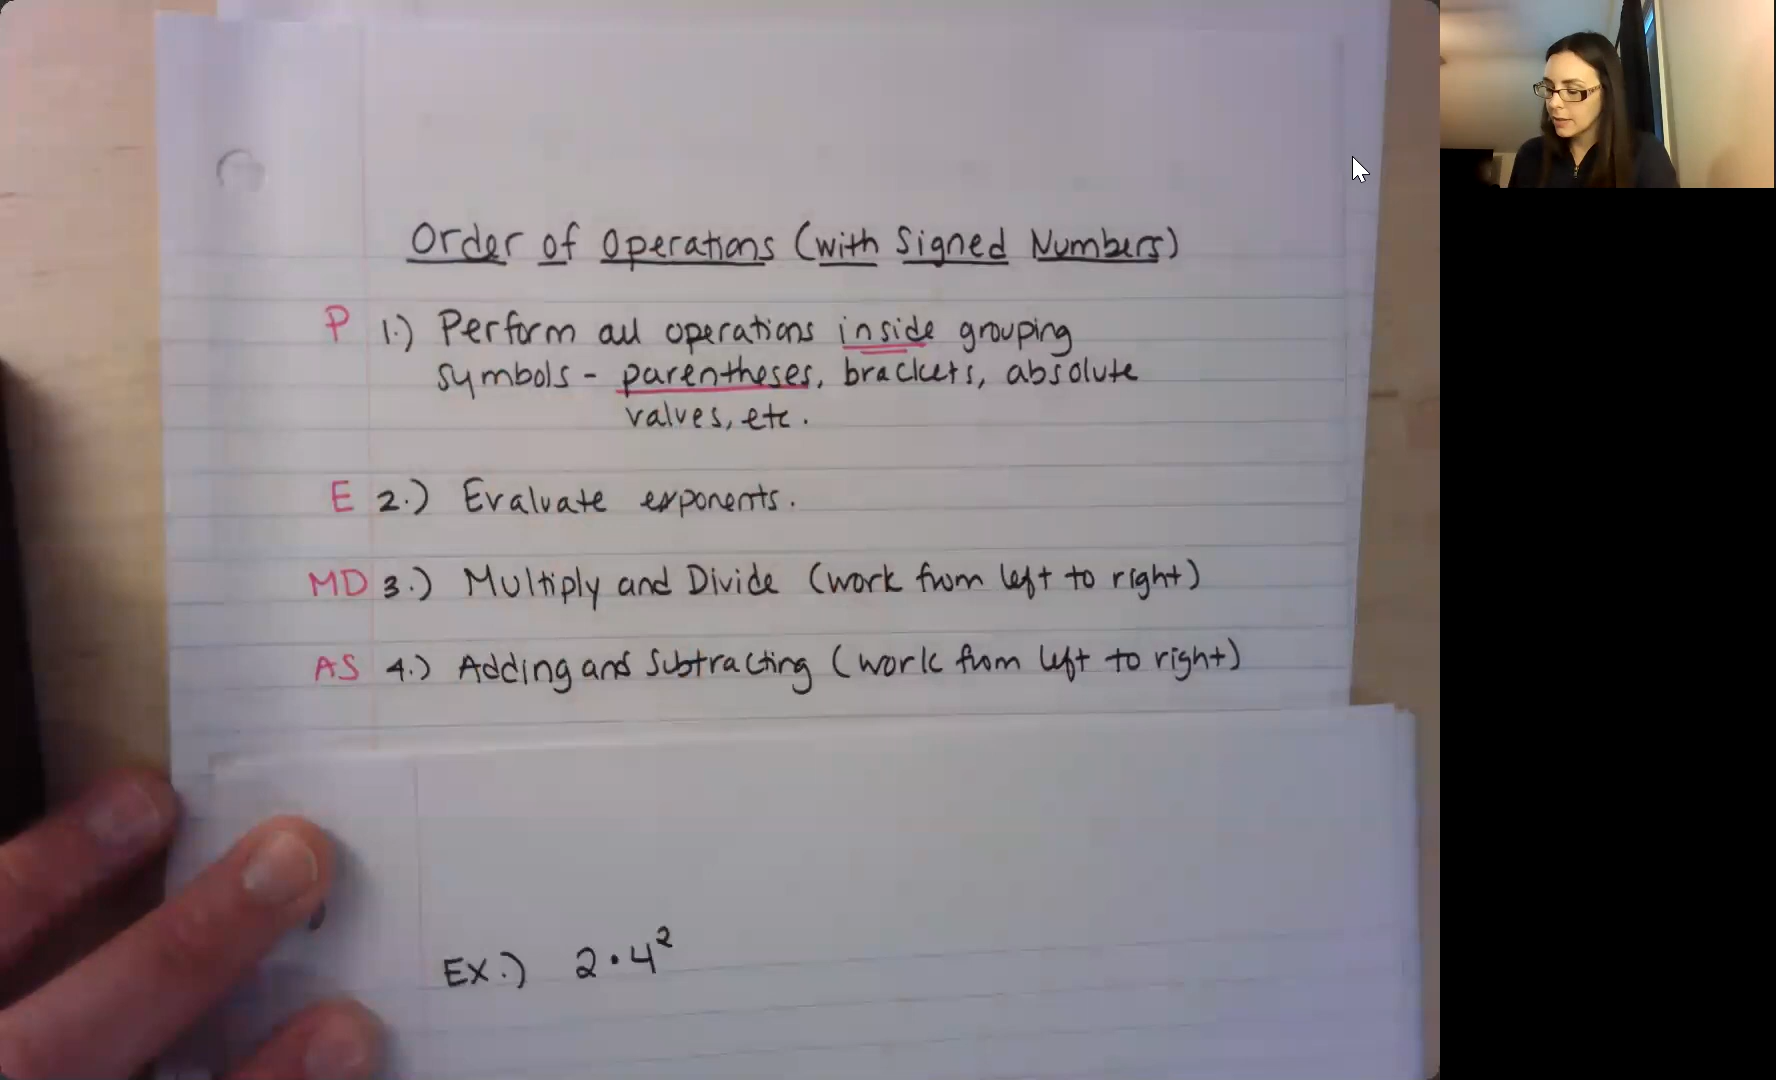 Order of Operations (with Signed Numbers)
P 1.) Perform all operations inside grouping
symbols - parentheses, brackets, absolute
values, etc.
E 2.) Evaluate exponents.
MD 3.) Multiply and Divide (work from left to right)
AS 4.) Adding and Subtracting (work from left to right)
Ex.) 2 · 4²